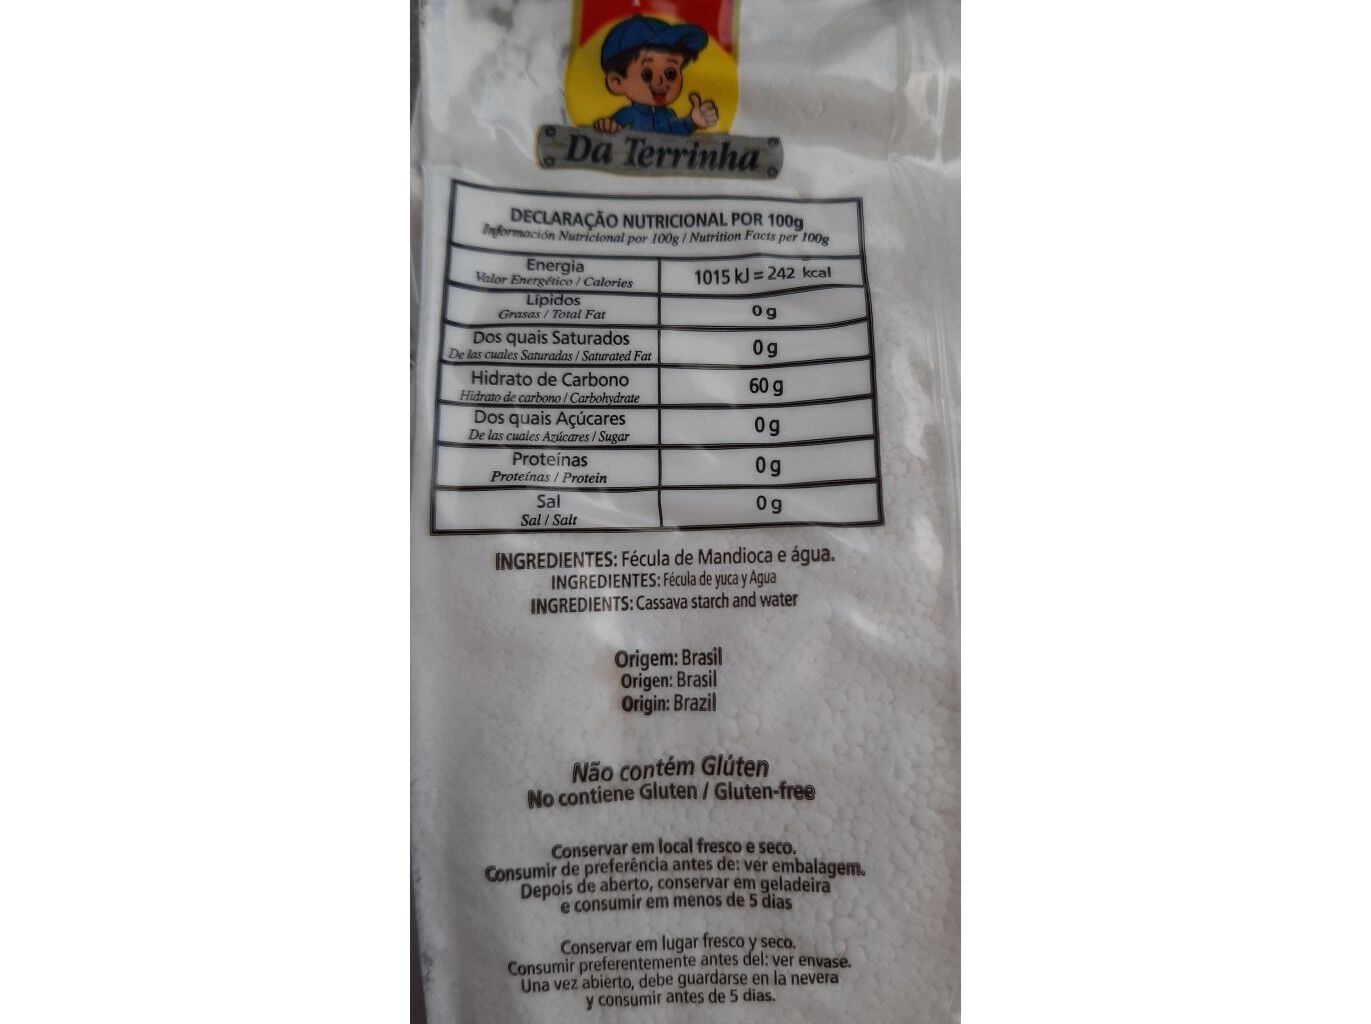 Da Terrinha
DECLARAÇÃO NUTRICIONAL POR 100g
Información Nutricional por 100g / Nutrition Facts per 100g
Energia
Valor Energético / Calories
1015 kJ = 242 kcal
Lípidos
Grasas / Total Fat
0 g
Dos quais Saturados
De las cuales Saturadas / Saturated Fat
0 g
Hidrato de Carbono
Hidrato de carbono / Carbohydrate
60 g
Dos quais Açúcares
De las cuales Azúcares / Sugar
0 g
Proteínas
Proteínas / Protein
0 g
Sal
Sal / Salt
0 g
INGREDIENTES: Fécula de Mandioca e água.
INGREDIENTES: Fécula de yuca y Agua
INGREDIENTS: Cassava starch and water
Origem: Brasil
Origen: Brasil
Origin: Brazil
Não contém Glúten
No contiene Gluten / Gluten-free
Conservar em local fresco e seco.
Consumir de preferência antes de: ver embalagem.
Depois de aberto, conservar em geladeira
e consumir em menos de 5 dias
Conservar em lugar fresco y seco.
Consumir preferentemente antes del: ver envase.
Una vez abierto, debe guardarse en la nevera
y consumir antes de 5 dias.